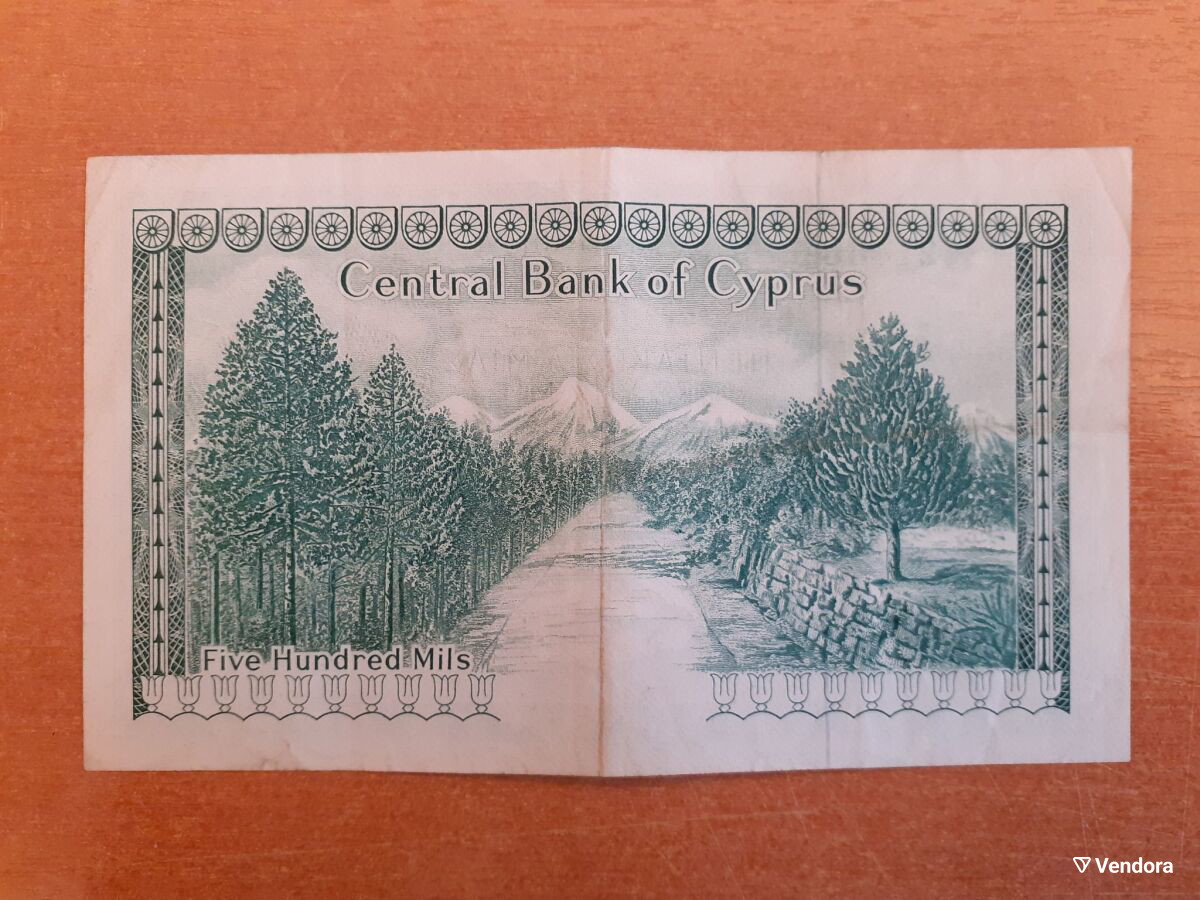 Central Bank of Cyprus
Five Hundred Mils
Vendora